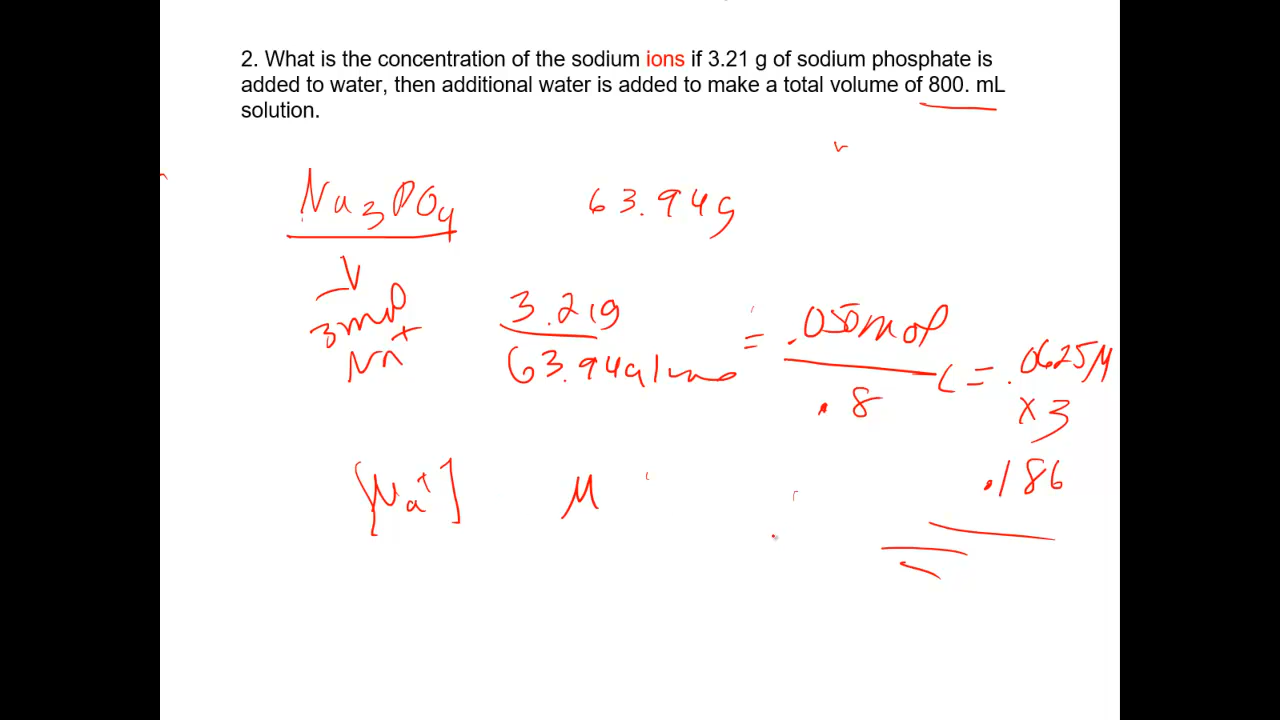 2. What is the concentration of the sodium ions if 3.21 g of sodium phosphate is
added to water, then additional water is added to make a total volume of 800. mL
solution.
Na3PO4 63.94g
3 mol
Na+
3.21g
63.94g/
= .050mol
.8 L = .0625M
x 3
.186
[Na+] M